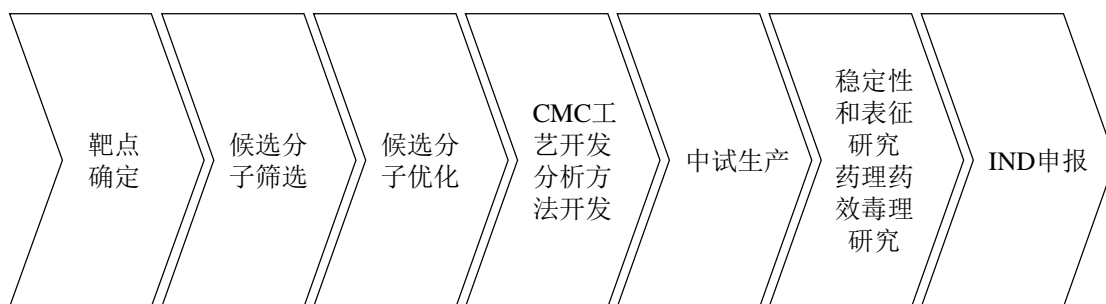 靶点
确定
候选分
子筛选
候选分
子优化
CMC工
艺开发
分析方
法开发
中试生产
稳定性
和表征
研究
药理药
效毒理
研究
IND申报